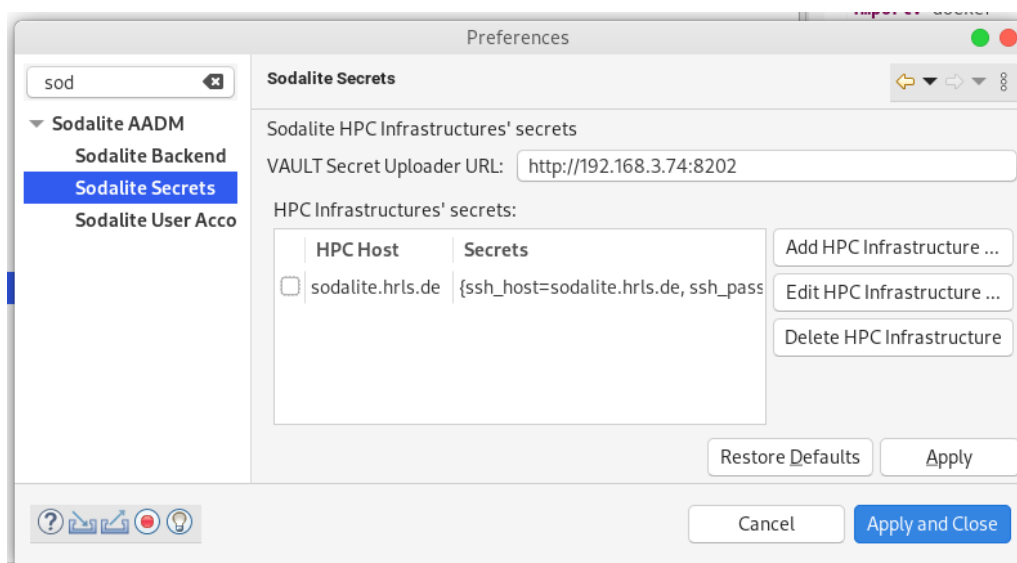 Preferences
sod
Sodalite AADM
Sodalite Backend
Sodalite Secrets
Sodalite User Acco
Sodalite Secrets
Sodalite HPC Infrastructures' secrets
VAULT Secret Uploader URL: http://192.168.3.74:8202
HPC Infrastructures' secrets:
HPC Host Secrets
sodalite.hrls.de {ssh_host=sodalite.hrls.de, ssh_pass
Add HPC Infrastructure ...
Edit HPC Infrastructure ...
Delete HPC Infrastructure
Restore Defaults Apply
Cancel Apply and Close